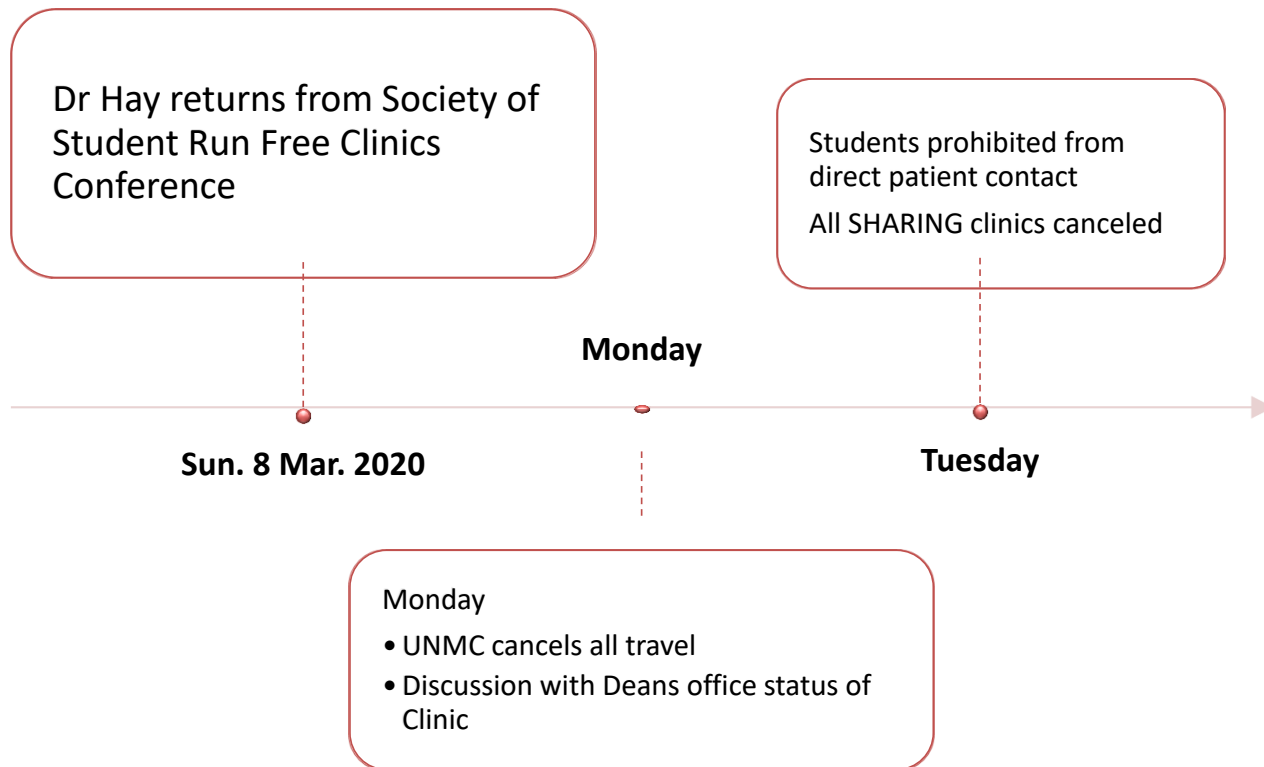 Dr Hay returns from Society of
Student Run Free Clinics
Conference
Students prohibited from
direct patient contact
All SHARING clinics canceled
Monday
Sun. 8 Mar. 2020
Tuesday
Monday
• UNMC cancels all travel
• Discussion with Deans office status of
Clinic